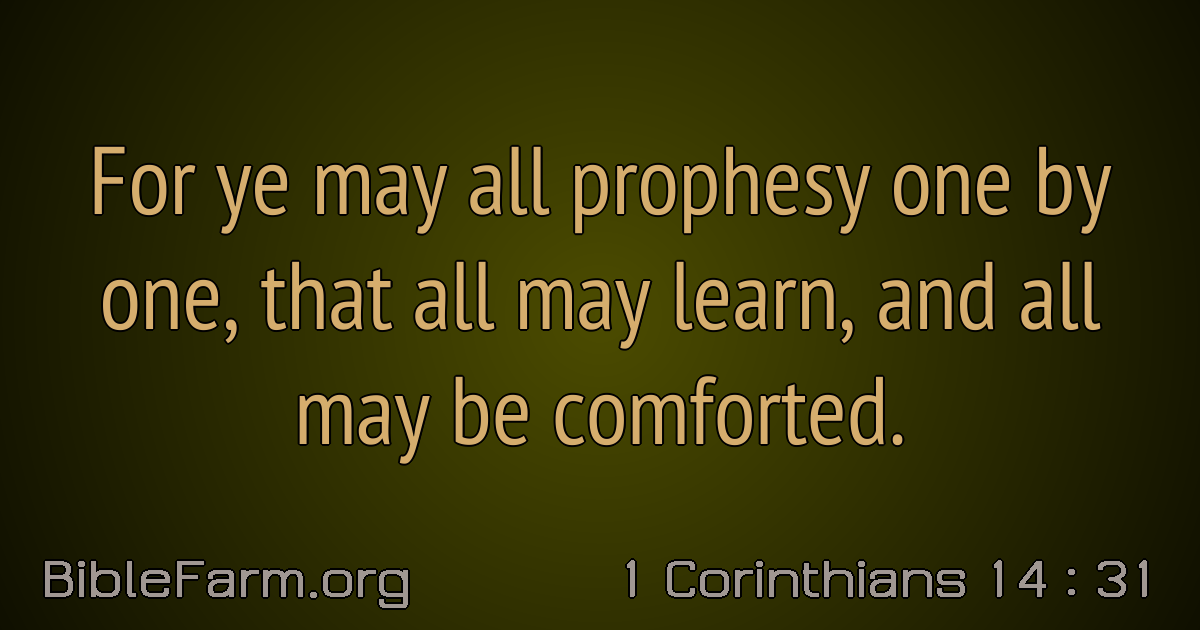 For ye may all prophesy one by
one, that all may learn, and all
may be comforted.
BibleFarm.org
1 Corinthians 14 : 31